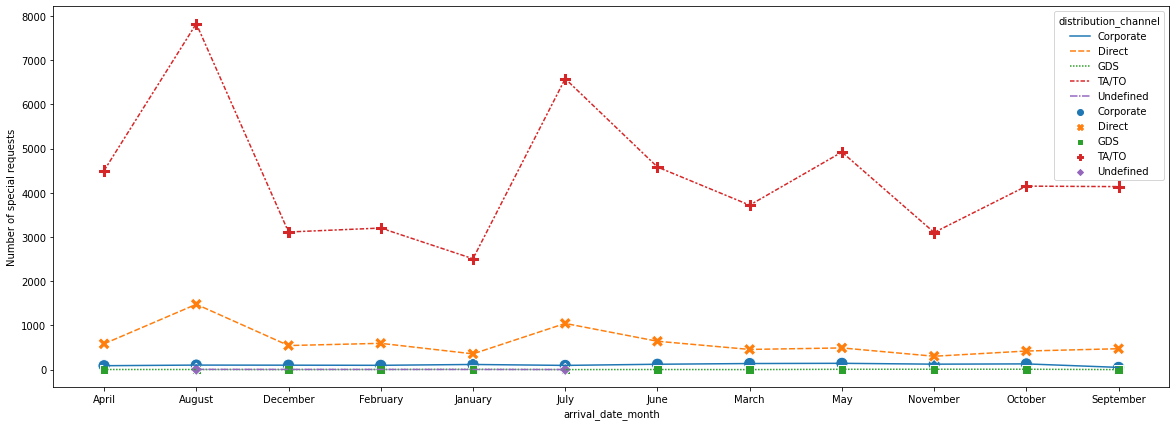 8000
7000
6000
5000
4000
3000
2000
1000
0
Number of special requests
April
August
December
February
January
July
June
March
May
November
October
September
arrival_date_month
distribution_channel
Corporate
Direct
GDS
TA/TO
Undefined
Corporate
Direct
GDS
TA/TO
Undefined